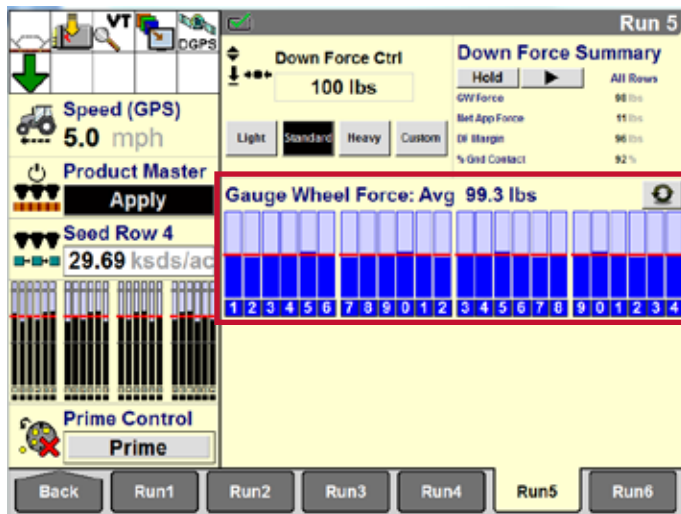 VT
DGPS
Run 5
Speed (GPS)
5.0 mph
Product Master
Apply
Seed Row 4
29.69 ksds/ac
Prime Control
Prime
Down Force Ctrl
100 lbs
Light Standard Heavy Custom
Down Force Summary
Hold All Rows
GW Force 98 lbs
Net App Force 11 lbs
DF Margin 96 lbs
% Gnd Contact 92 %
Gauge Wheel Force: Avg 99.3 lbs
1 2 3 4 5 6 7 8 9 0 1 2 3 4 5 6 7 8 9 0 1 2 3 4
Back Run1 Run2 Run3 Run4 Run5 Run6